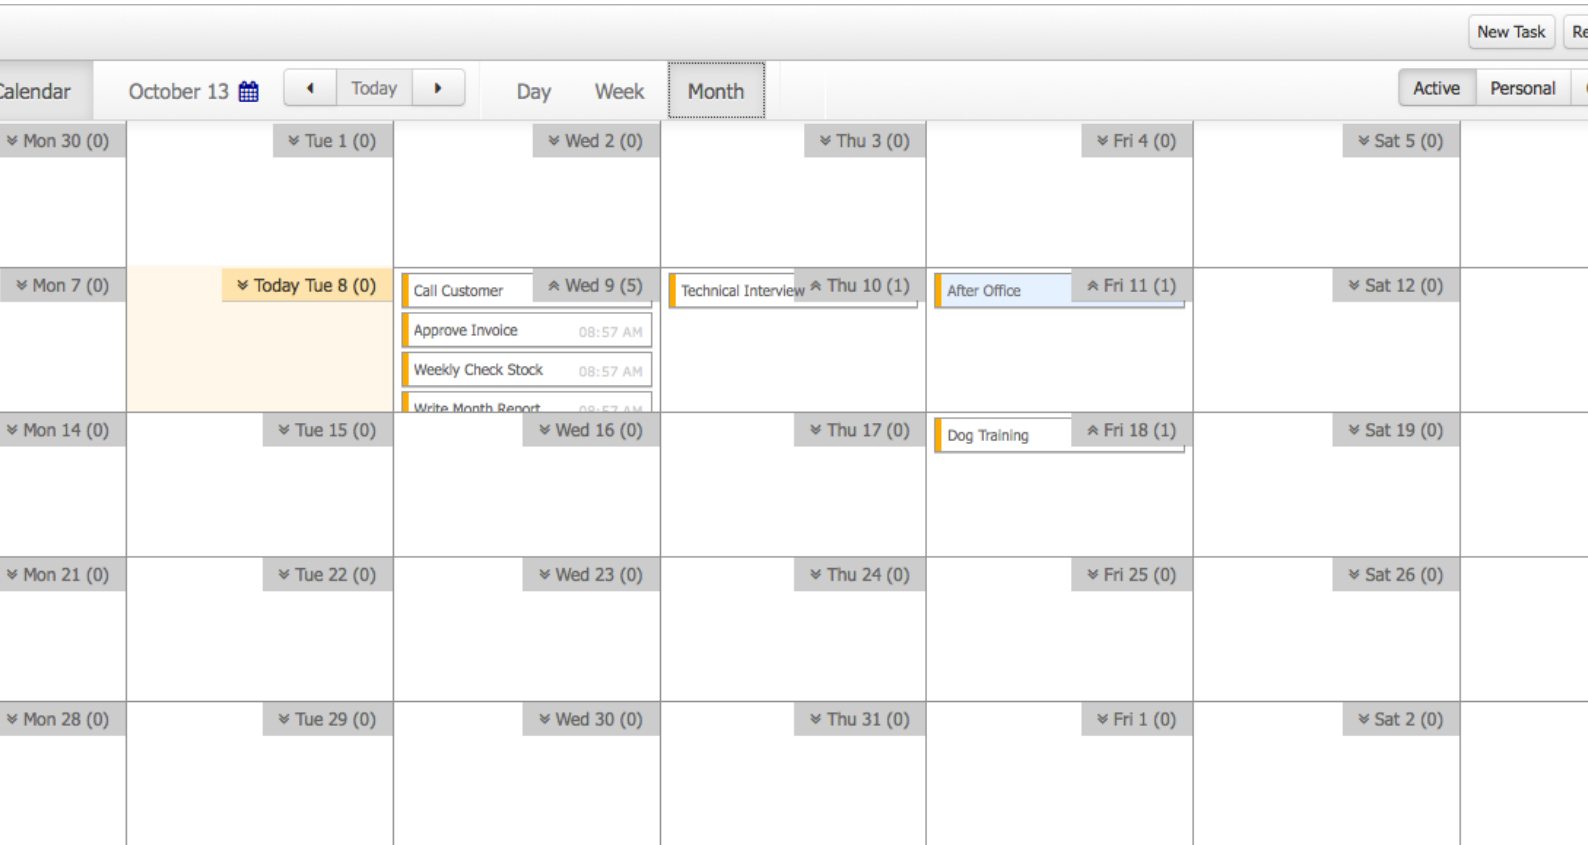 New Task
Calendar October 13 Today Day Week Month Active Personal
Mon 30 (0) Tue 1 (0) Wed 2 (0) Thu 3 (0) Fri 4 (0) Sat 5 (0)
Mon 7 (0) Today Tue 8 (0) Wed 9 (5) Thu 10 (1) Fri 11 (1) Sat 12 (0)
Call Customer Technical Interview After Office
Approve Invoice 08:57 AM
Weekly Check Stock 08:57 AM
Write Month Report 08:57 AM
Mon 14 (0) Tue 15 (0) Wed 16 (0) Thu 17 (0) Fri 18 (1) Sat 19 (0)
Dog Training
Mon 21 (0) Tue 22 (0) Wed 23 (0) Thu 24 (0) Fri 25 (0) Sat 26 (0)
Mon 28 (0) Tue 29 (0) Wed 30 (0) Thu 31 (0) Fri 1 (0) Sat 2 (0)